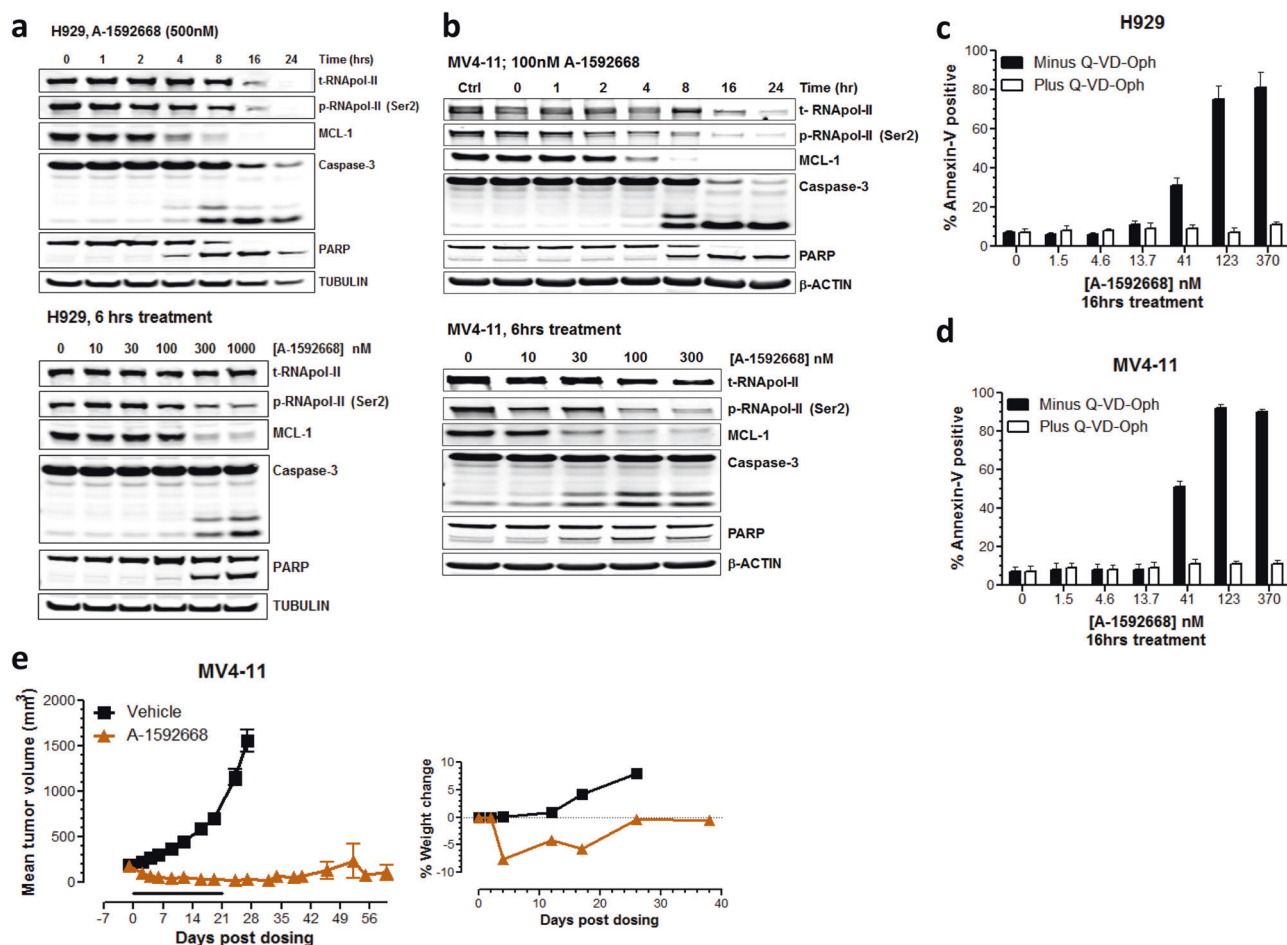 a
H929, A-1592668 (500nM)
0 1 2 4 8 16 24 Time (hrs)
t-RNApol-II
p-RNApol-II (Ser2)
MCL-1
Caspase-3
PARP
TUBULIN
H929, 6 hrs treatment
0 10 30 100 300 1000 [A-1592668] nM
t-RNApol-II
p-RNApol-II (Ser2)
MCL-1
Caspase-3
PARP
TUBULIN
b
MV4-11; 100nM A-1592668
Ctrl 0 1 2 4 8 16 24 Time (hr)
t- RNApol-II
p-RNApol-II (Ser2)
MCL-1
Caspase-3
PARP
β-ACTIN
MV4-11, 6hrs treatment
0 10 30 100 300 [A-1592668] nM
t-RNApol-II
p-RNApol-II (Ser2)
MCL-1
Caspase-3
PARP
β-ACTIN
c
H929
Minus Q-VD-Oph
Plus Q-VD-Oph
% Annexin-V positive
100
80
60
40
20
0
0 1.5 4.6 13.7 41 123 370
[A-1592668] nM
16hrs treatment
d
MV4-11
Minus Q-VD-Oph
Plus Q-VD-Oph
% Annexin-V positive
100
80
60
40
20
0
0 1.5 4.6 13.7 41 123 370
[A-1592668] nM
16hrs treatment
e
MV4-11
Vehicle
A-1592668
Mean tumor volume (mm³)
2000
1500
1000
500
0
-7 0 7 14 21 28 35 42 49 56
Days post dosing
% Weight change
10
5
0
-5
-10
0 10 20 30 40
Days post dosing